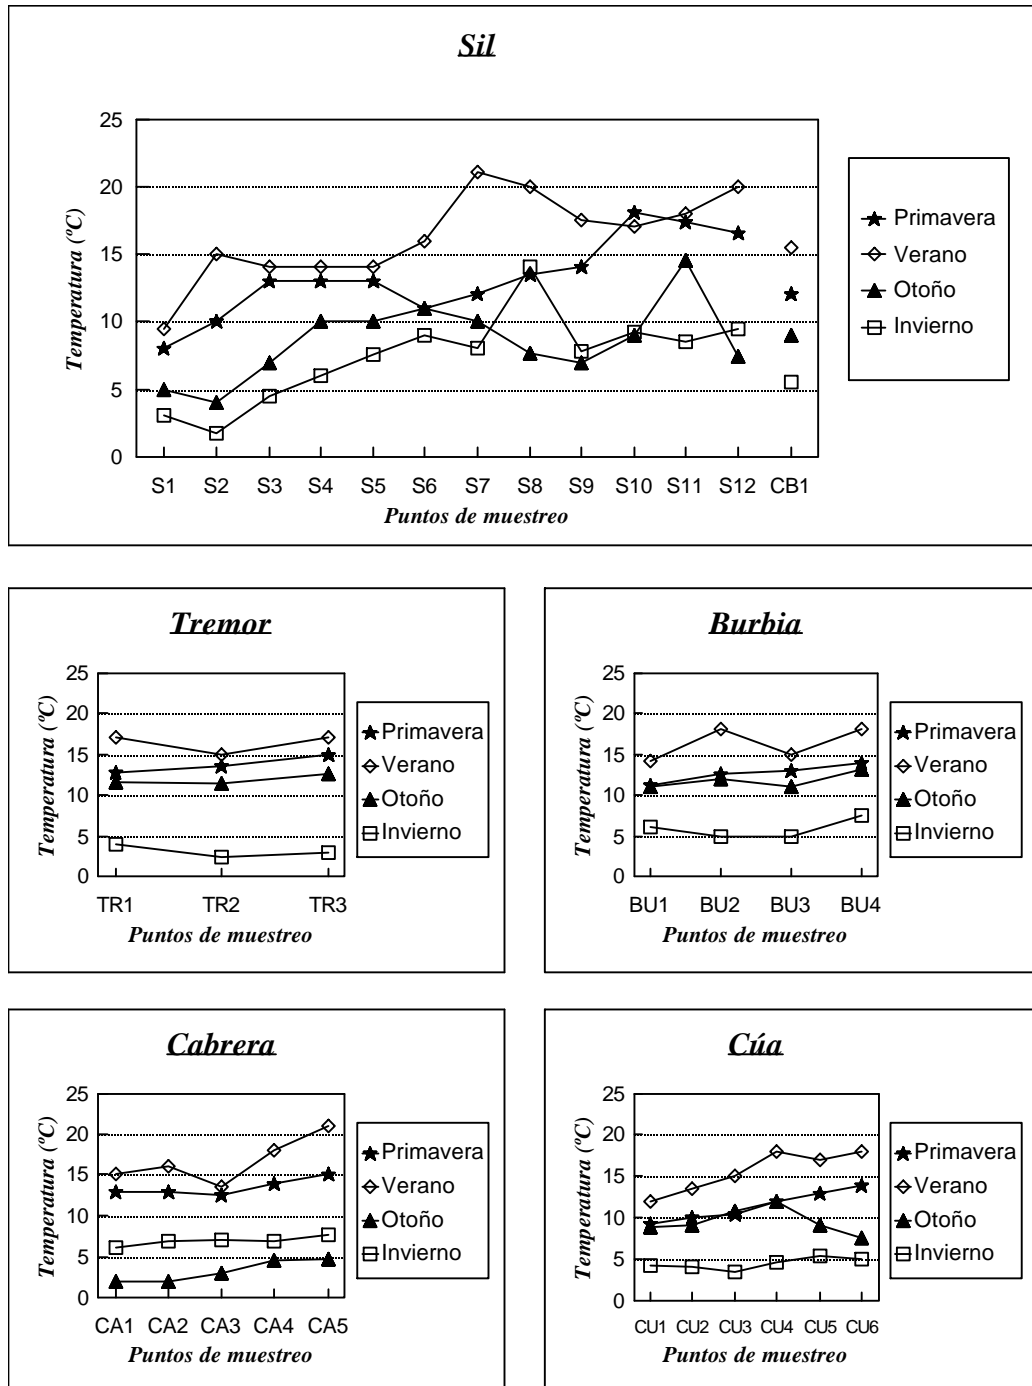 Sil
25
20
15
10
5
0
Temperatura (ºC)
S1 S2 S3 S4 S5 S6 S7 S8 S9 S10 S11 S12 CB1
Puntos de muestreo
Primavera
Verano
Otoño
Invierno
Tremor
25
20
15
10
5
0
Temperatura (ºC)
TR1 TR2 TR3
Puntos de muestreo
Primavera
Verano
Otoño
Invierno
Burbia
25
20
15
10
5
0
Temperatura (ºC)
BU1 BU2 BU3 BU4
Puntos de muestreo
Primavera
Verano
Otoño
Invierno
Cabrera
25
20
15
10
5
0
Temperatura (ºC)
CA1 CA2 CA3 CA4 CA5
Puntos de muestreo
Primavera
Verano
Otoño
Invierno
Cúa
25
20
15
10
5
0
Temperatura (ºC)
CU1 CU2 CU3 CU4 CU5 CU6
Puntos de muestreo
Primavera
Verano
Otoño
Invierno